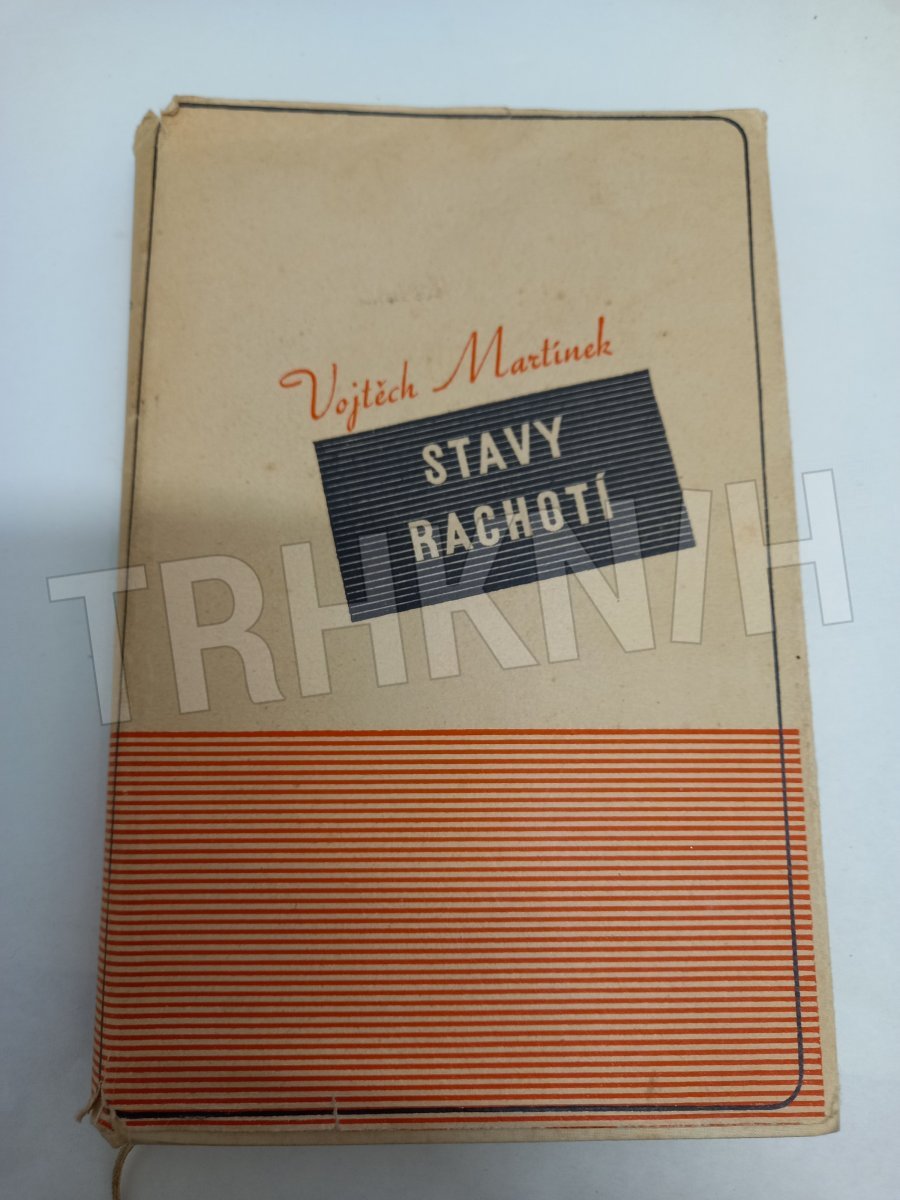 Vojtěch Martínek
STAVY
RACHOTÍ
TRHKNIH